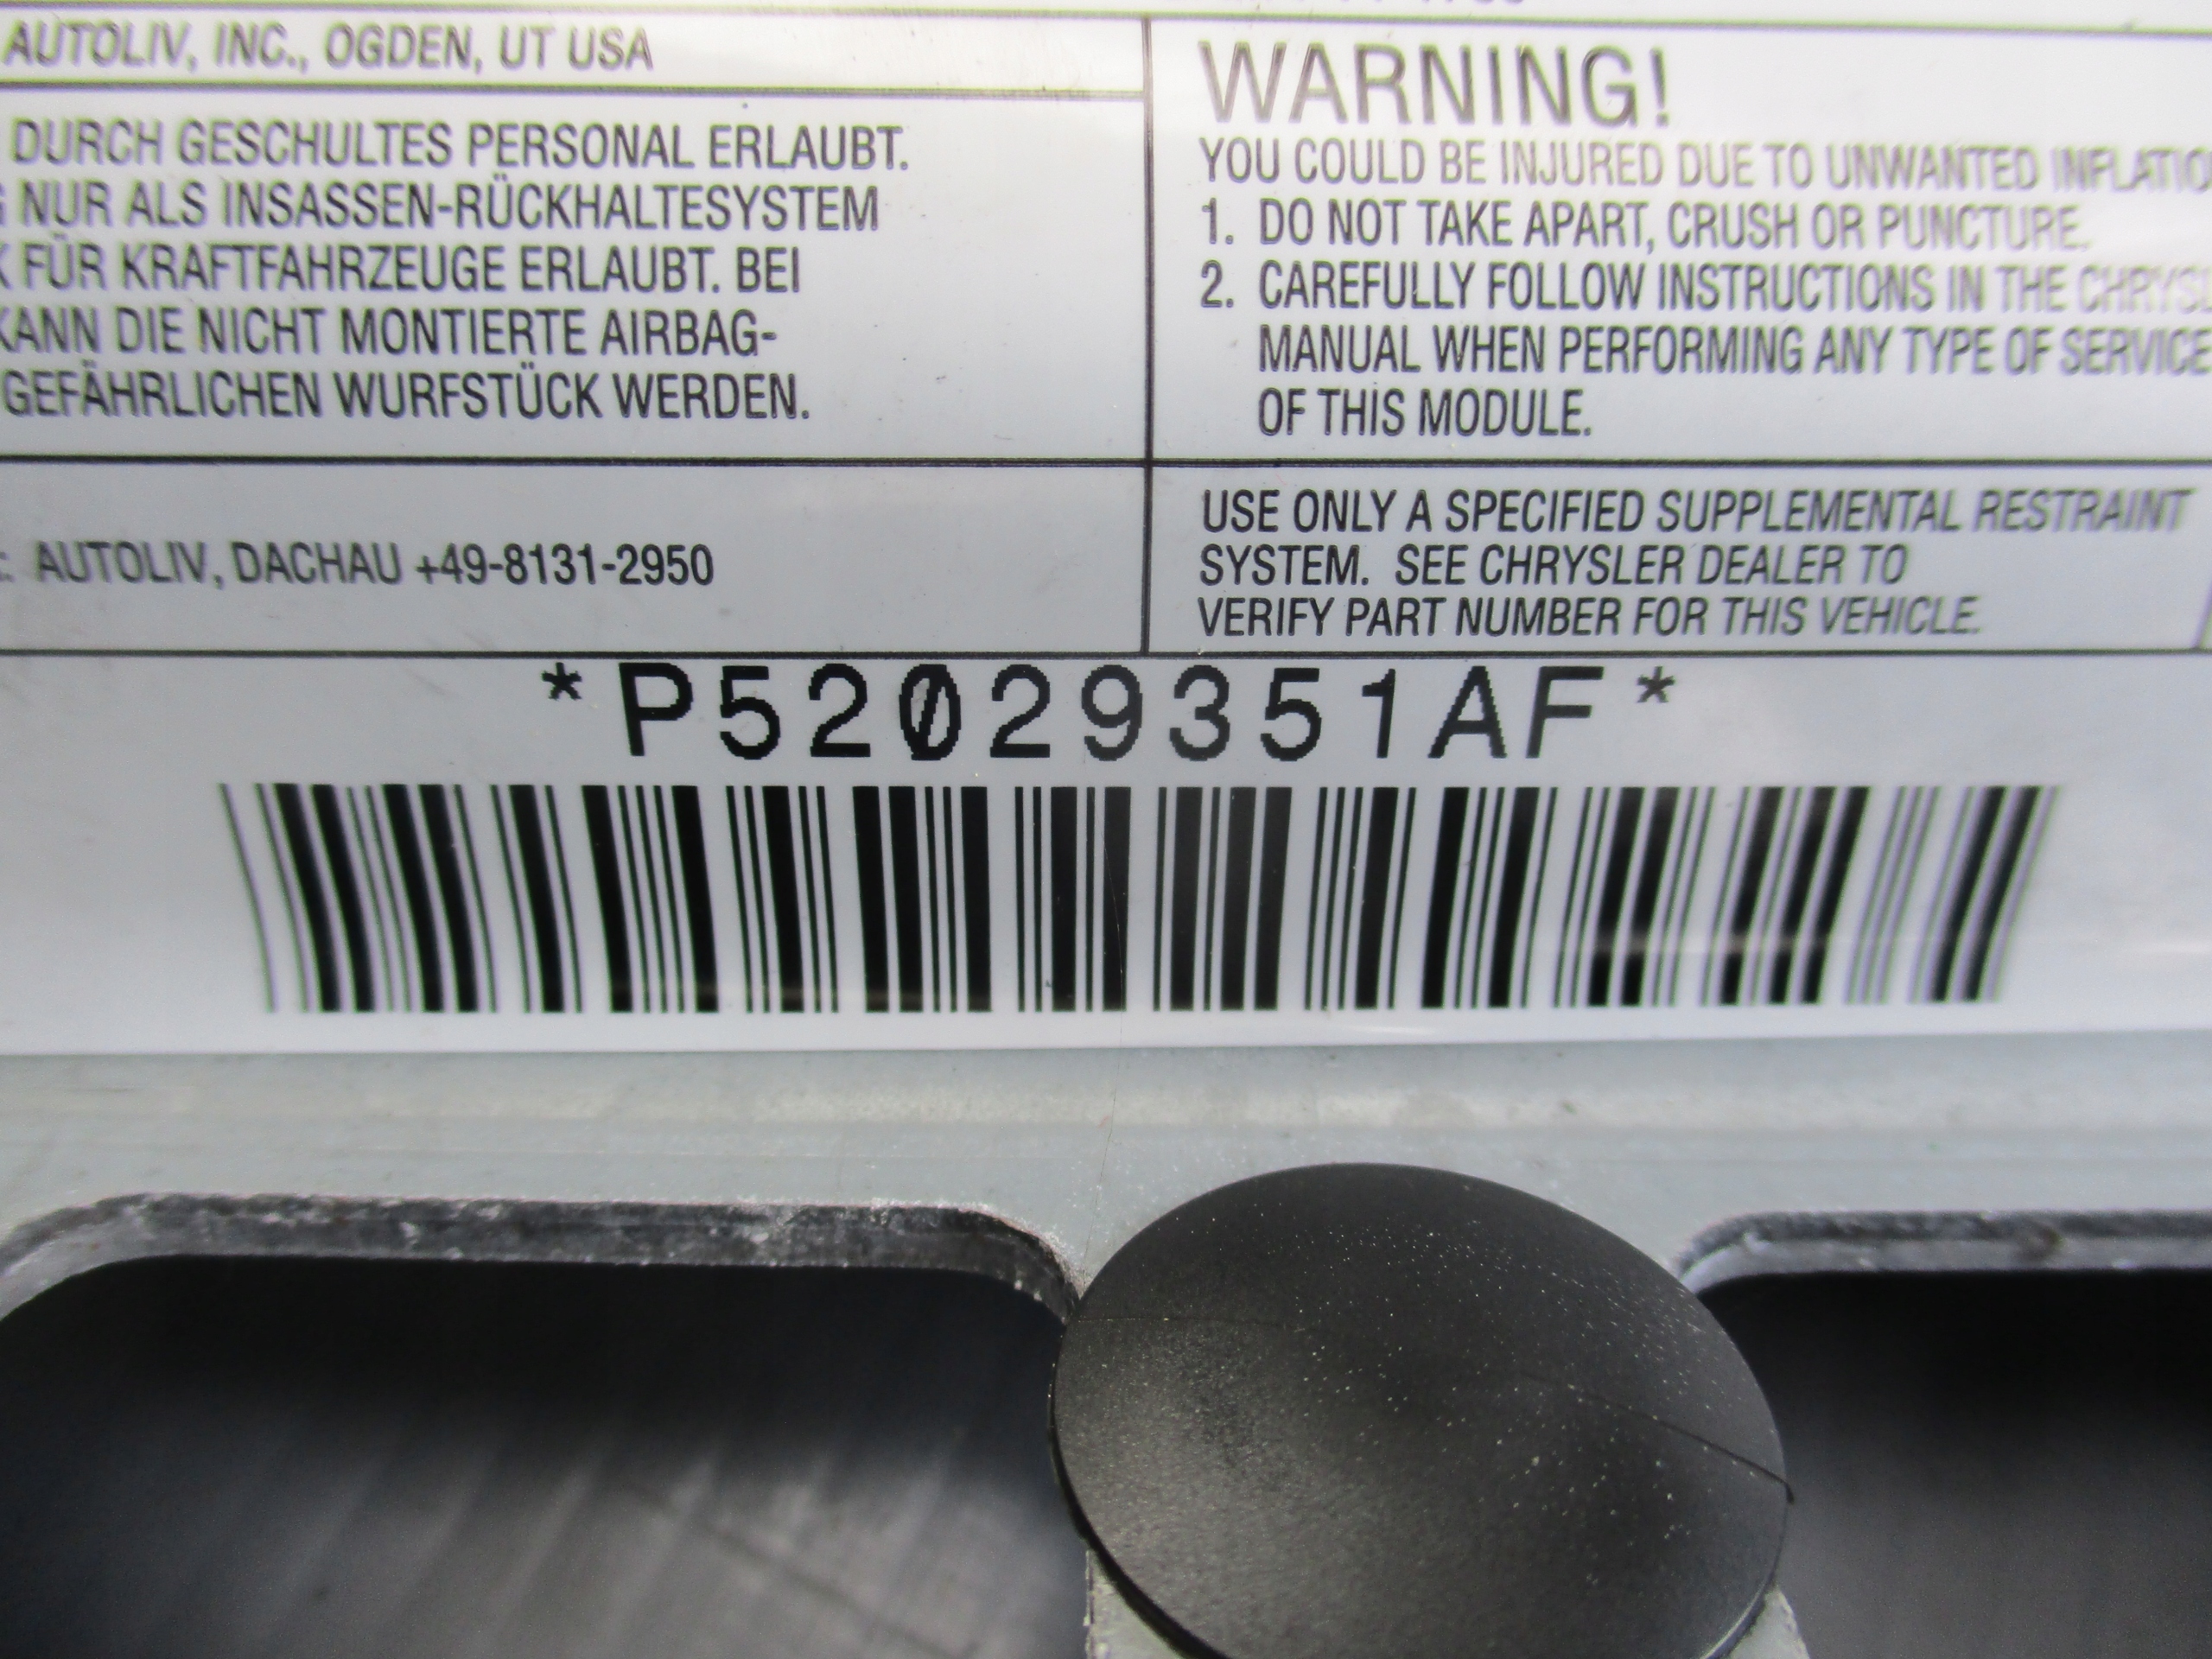 AUTOLIV, INC., OGDEN, UT USA
DURCH GESCHULTES PERSONAL ERLAUBT.
NUR ALS INSASSEN-RÜCKHALTESYSTEM
FÜR KRAFTFAHRZEUGE ERLAUBT. BEI
KANN DIE NICHT MONTIERTE AIRBAG-
GEFÄHRLICHEN WURFSTÜCK WERDEN.
AUTOLIV, DACHAU +49-8131-2950
WARNING!
YOU COULD BE INJURED DUE TO UNWANTED INFLATIO
1. DO NOT TAKE APART, CRUSH OR PUNCTURE.
2. CAREFULLY FOLLOW INSTRUCTIONS IN THE CHRYSL
MANUAL WHEN PERFORMING ANY TYPE OF SERVICE
OF THIS MODULE.
USE ONLY A SPECIFIED SUPPLEMENTAL RESTRAINT
SYSTEM. SEE CHRYSLER DEALER TO
VERIFY PART NUMBER FOR THIS VEHICLE.
*P52029351AF*